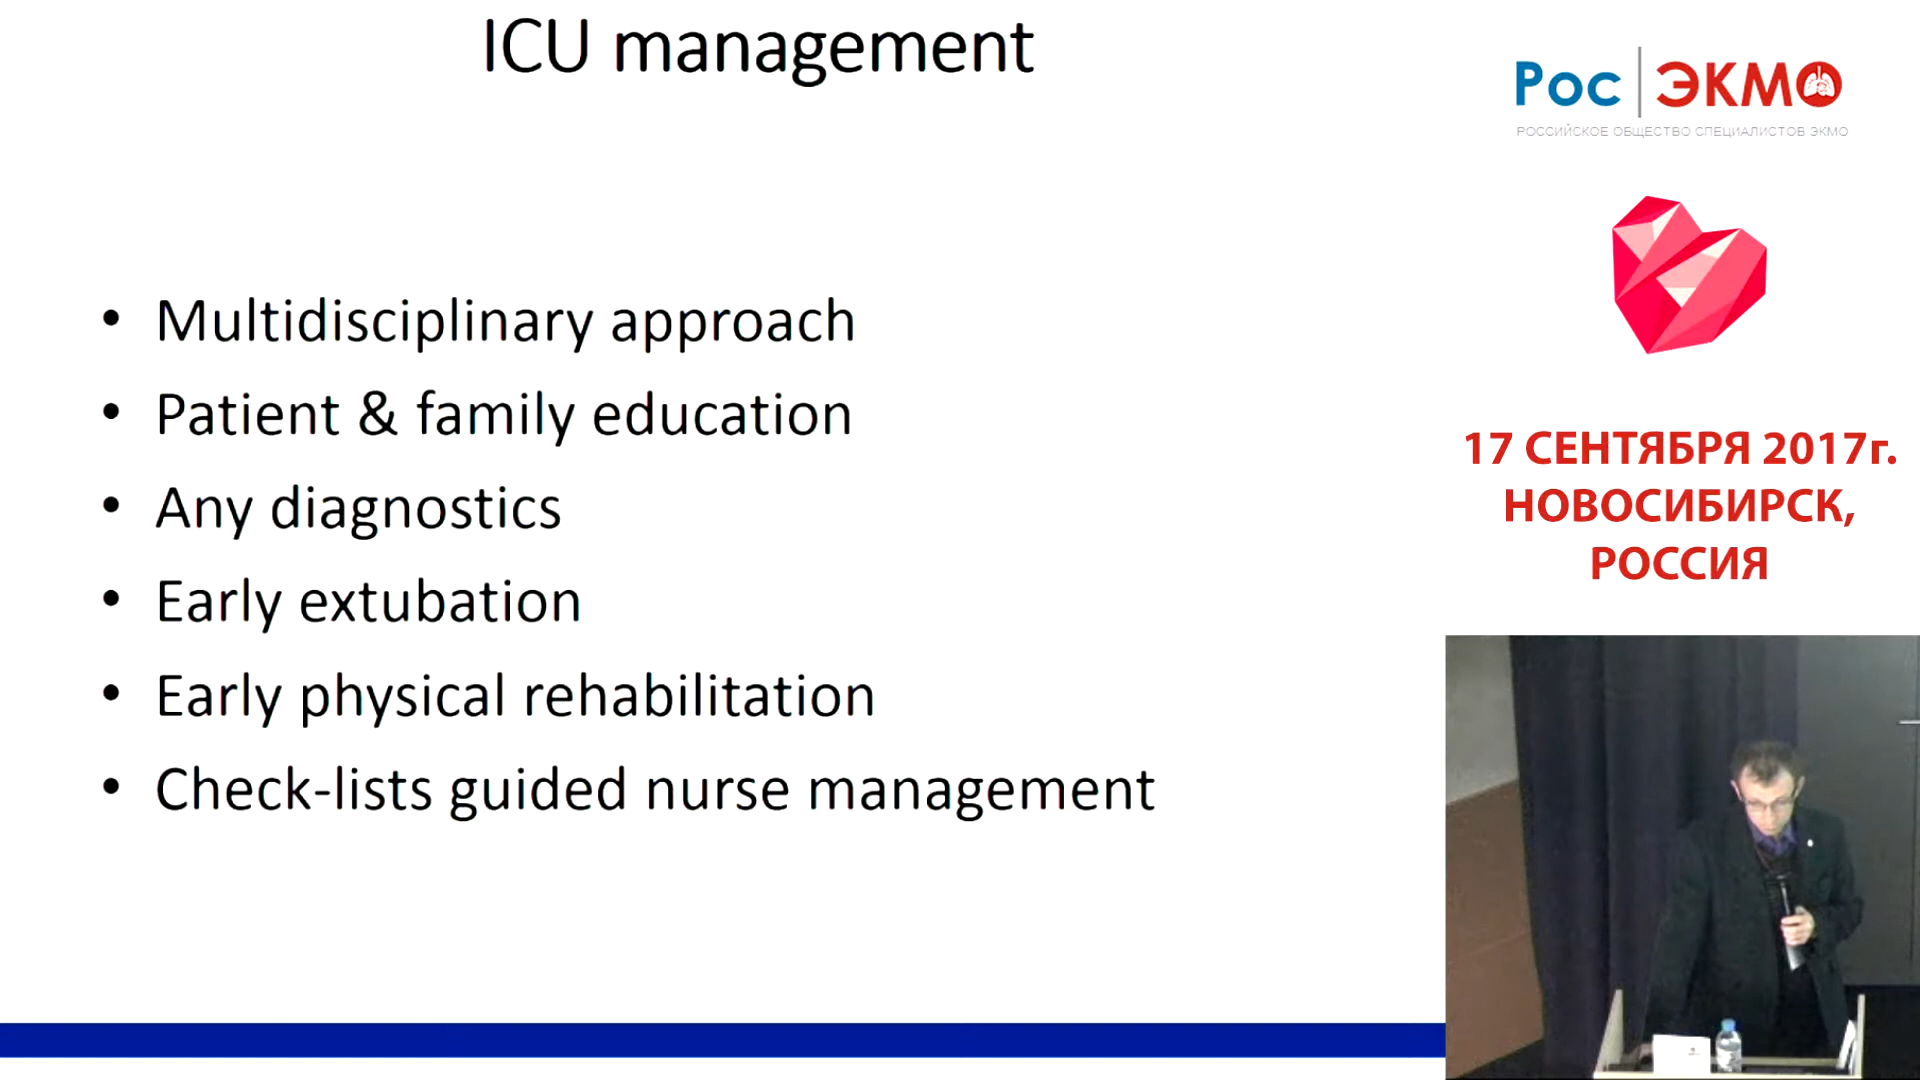 ICU management
• Multidisciplinary approach
• Patient & family education
• Any diagnostics
• Early extubation
• Early physical rehabilitation
• Check-lists guided nurse management
Рос ЭКМО
РОССИЙСКОЕ ОБЩЕСТВО СПЕЦИАЛИСТОВ ЭКМО
17 СЕНТЯБРЯ 2017г.
НОВОСИБИРСК,
РОССИЯ